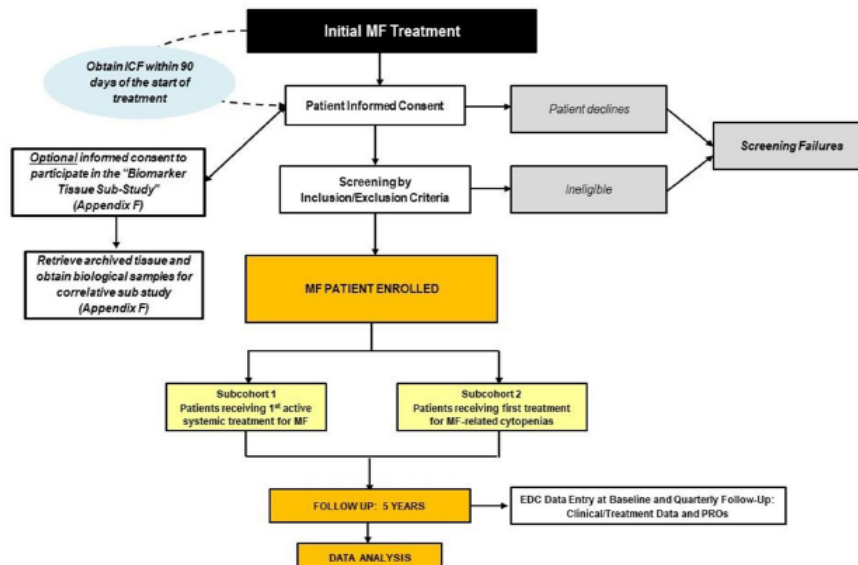 Initial MF Treatment
Obtain ICF within 90
days of the start of
treatment
Patient Informed Consent
Patient declines
Screening Failures
Optional informed consent to
participate in the "Biomarker
Tissue Sub-Study"
(Appendix F)
Screening by
Inclusion/Exclusion Criteria
Ineligible
Retrieve archived tissue and
obtain biological samples for
correlative sub study
(Appendix F)
MF PATIENT ENROLLED
Subcohort 1
Patients receiving 1st active
systemic treatment for MF
Subcohort 2
Patients receiving first treatment
for MF-related cytopenias
FOLLOW UP: 5 YEARS
EDC Data Entry at Baseline and Quarterly Follow-Up:
Clinical/Treatment Data and PROs
DATA ANALYSIS